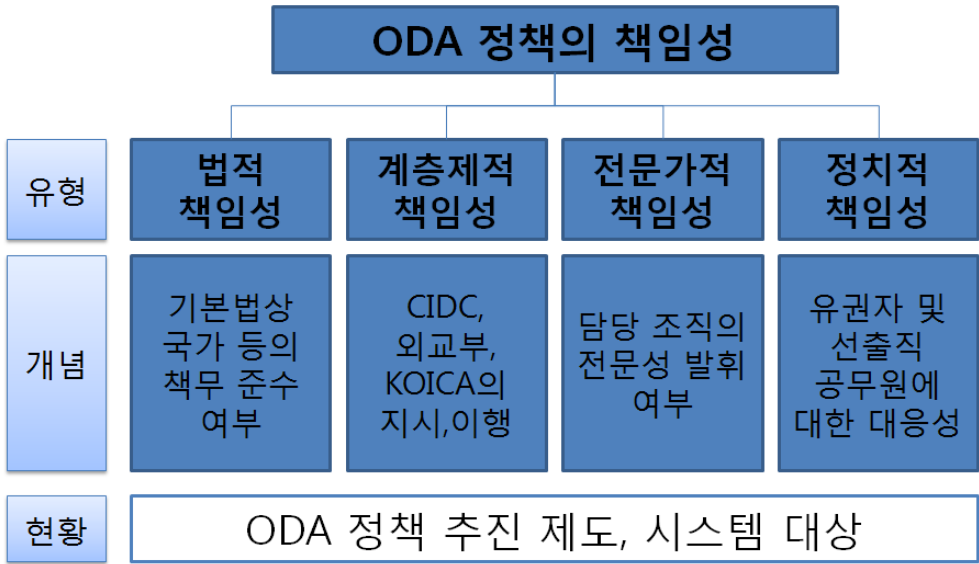 ODA 정책의 책임성
유형
법적
책임성
계층제적
책임성
전문가적
책임성
정치적
책임성
개념
기본법상
국가 등의
책무 준수
여부
CIDC,
외교부,
KOICA의
지시,이행
담당 조직의
전문성 발휘
여부
유권자 및
선출직
공무원에
대한 대응성
현황
ODA 정책 추진 제도, 시스템 대상